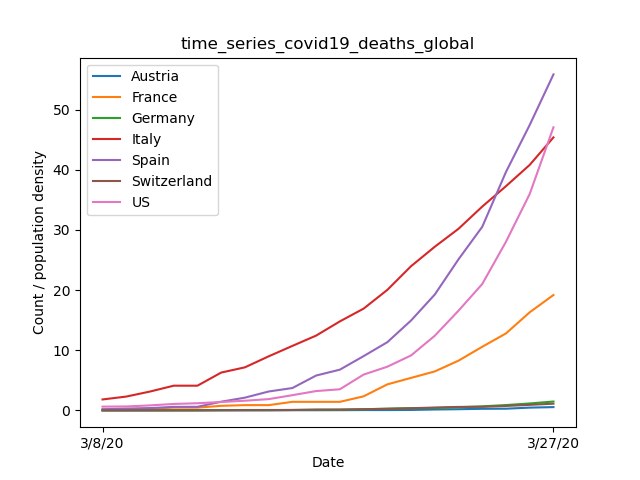 time_series_covid19_deaths_global
Austria
France
Germany
Italy
Spain
Switzerland
US
Count / population density
50
40
30
20
10
0
3/8/20
3/27/20
Date